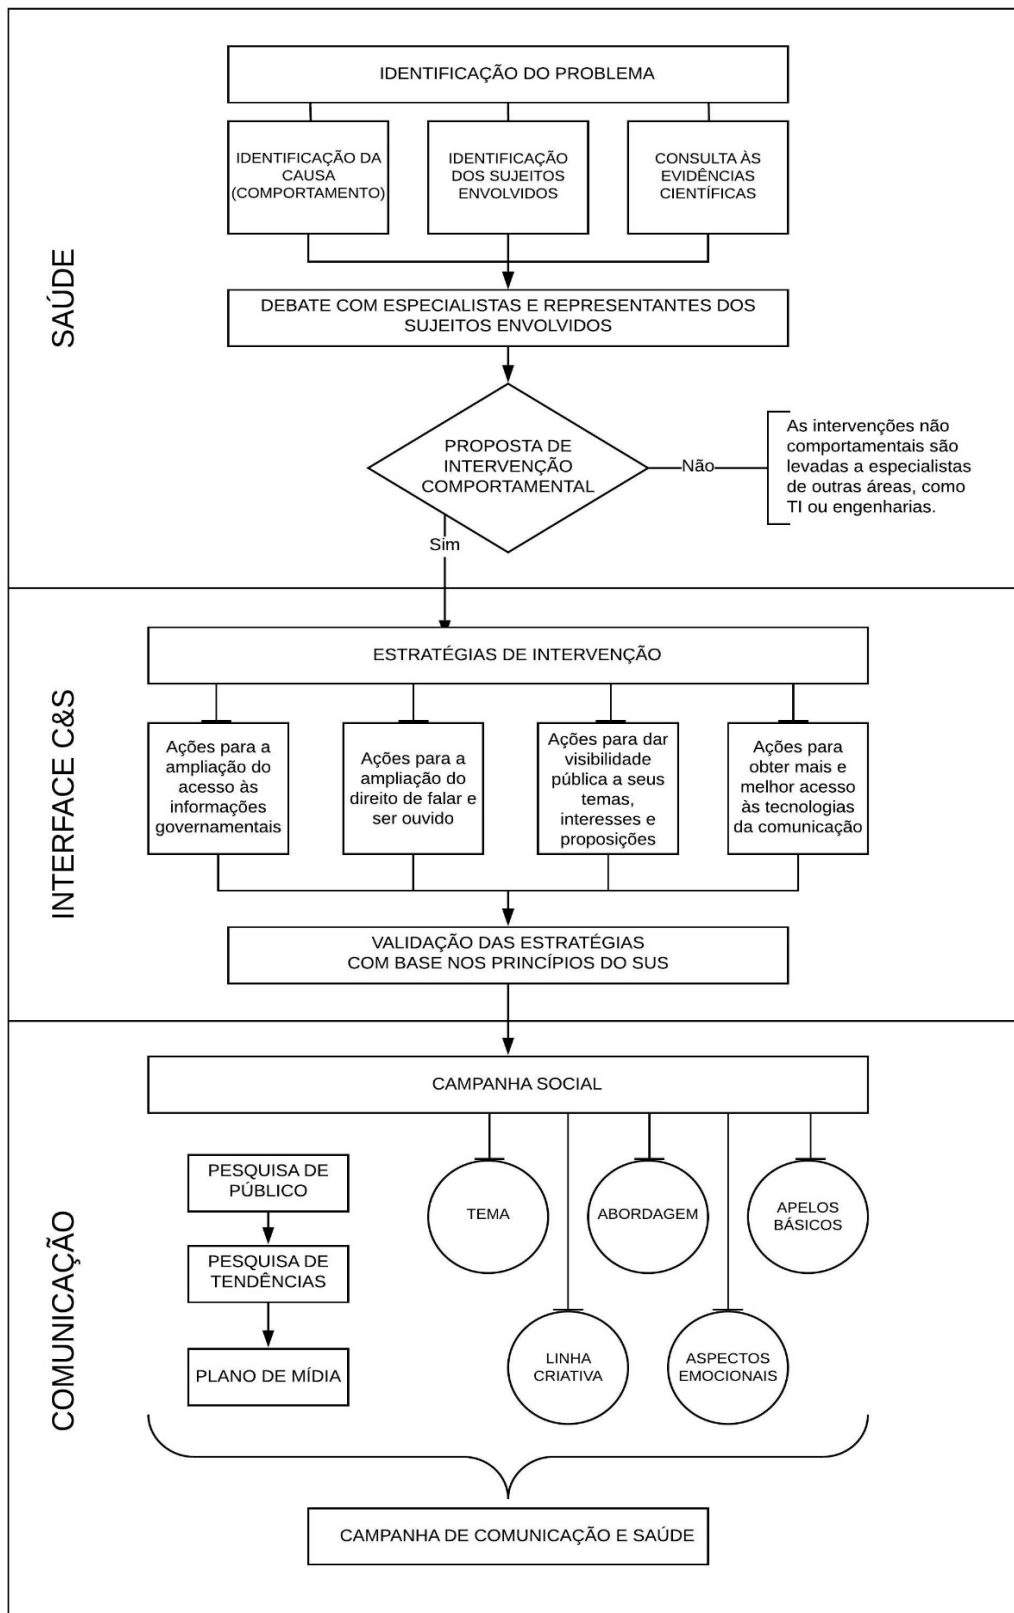 SAÚDE
IDENTIFICAÇÃO DO PROBLEMA
IDENTIFICAÇÃO DA
CAUSA
(COMPORTAMENTO)
IDENTIFICAÇÃO
DOS SUJEITOS
ENVOLVIDOS
CONSULTA ÀS
EVIDÊNCIAS
CIENTÍFICAS
DEBATE COM ESPECIALISTAS E REPRESENTANTES DOS
SUJEITOS ENVOLVIDOS
PROPOSTA DE
INTERVENÇÃO
COMPORTAMENTAL
Não
As intervenções não
comportamentais são
levadas a especialistas
de outras áreas, como
TI ou engenharias.
Sim
INTERFACE C&S
ESTRATÉGIAS DE INTERVENÇÃO
Ações para a
ampliação do
acesso às
informações
governamentais
Ações para a
ampliação do
direito de falar e
ser ouvido
Ações para dar
visibilidade
pública a seus
temas,
interesses e
proposições
Ações para
obter mais e
melhor acesso
às tecnologias
da comunicação
VALIDAÇÃO DAS ESTRATÉGIAS
COM BASE NOS PRINCÍPIOS DO SUS
COMUNICAÇÃO
CAMPANHA SOCIAL
PESQUISA DE
PÚBLICO
PESQUISA DE
TENDÊNCIAS
PLANO DE MÍDIA
TEMA
ABORDAGEM
APELOS
BÁSICOS
LINHA
CRIATIVA
ASPECTOS
EMOCIONAIS
CAMPANHA DE COMUNICAÇÃO E SAÚDE